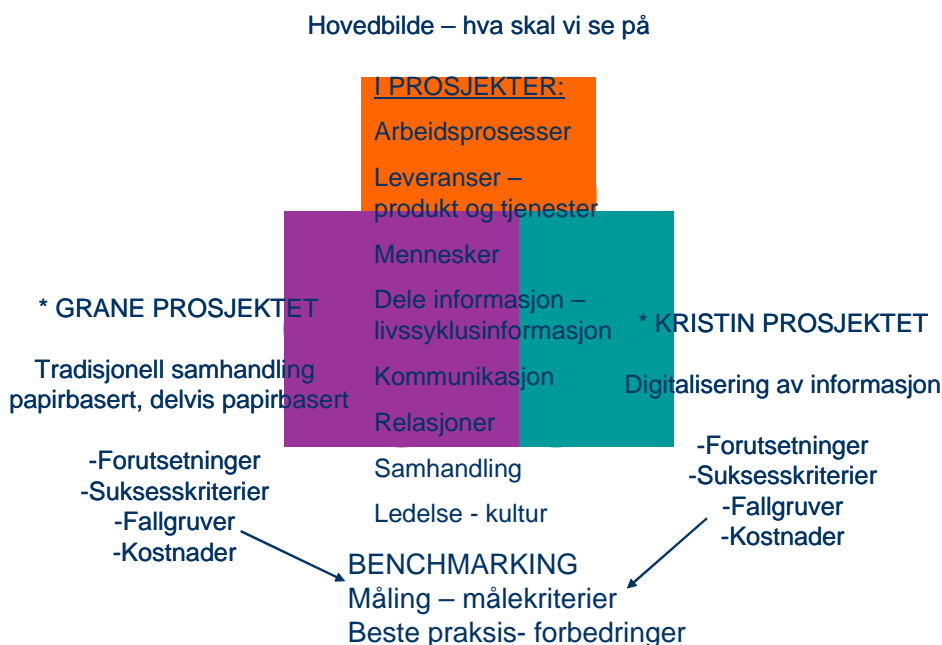 Hovedbilde – hva skal vi se på
I PROSJEKTER:
Arbeidsprosesser
Leveranser –
produkt og tjenester
Mennesker
Dele informasjon –
livssyklusinformasjon
Kommunikasjon
Relasjoner
Samhandling
Ledelse - kultur
* GRANE PROSJEKTET
Tradisjonell samhandling
papirbasert, delvis papirbasert
-Forutsetninger
-Suksesskriterier
-Fallgruver
-Kostnader
* KRISTIN PROSJEKTET
Digitalisering av informasjon
-Forutsetninger
-Suksesskriterier
-Fallgruver
-Kostnader
BENCHMARKING
Måling – målekriterier
Beste praksis- forbedringer